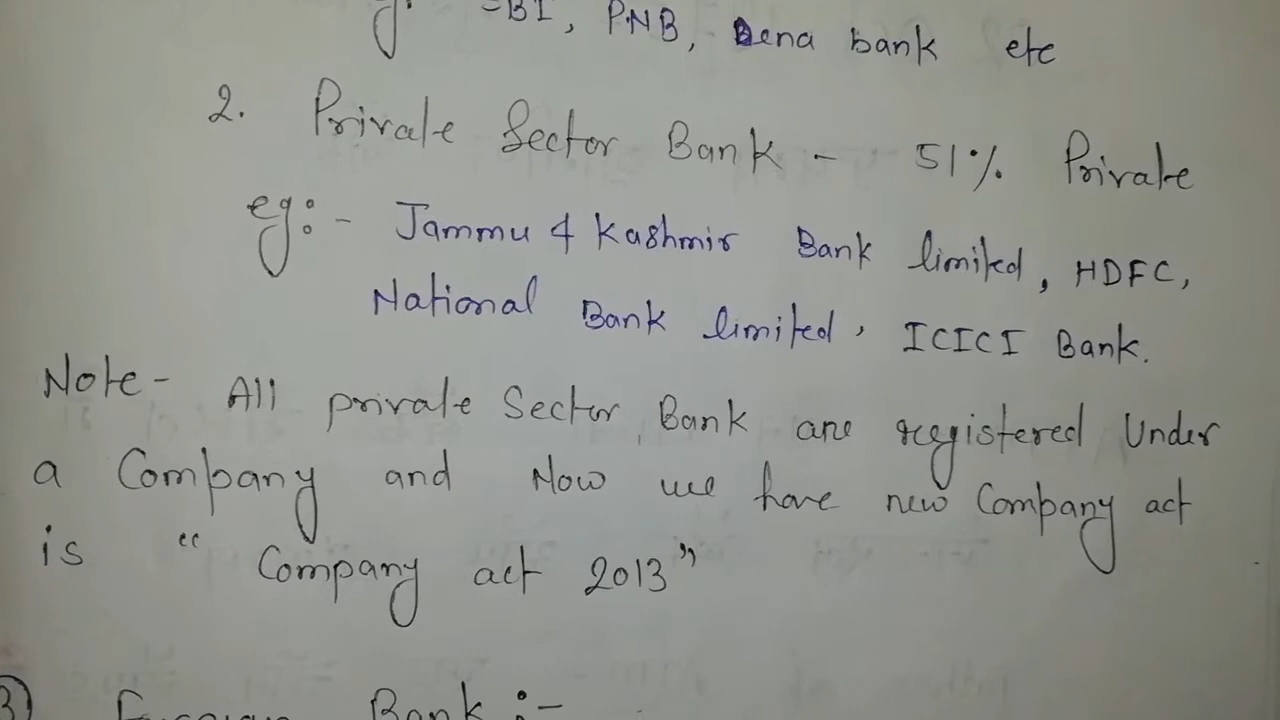 PNB, Dena bank etc
2. Private Sector Bank - 51% Private
eg:- Jammu & Kashmir Bank limited, HDFC,
National Bank limited, ICICI Bank.
Note- All private Sector Bank are registered Under
a Company and Now we have new Company act
is "Company act 2013"
Bank :-